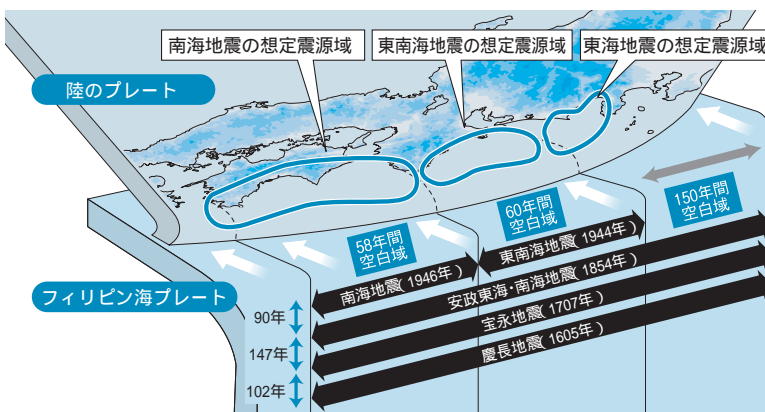 南海地震の想定震源域
東南海地震の想定震源域
東海地震の想定震源域
陸のプレート
150年間
空白域
60年間
空白域
58年間
空白域
東南海地震（1944年）
南海地震（1946年）
安政東海・南海地震（1854年）
フィリピン海プレート
宝永地震（1707年）
慶長地震（1605年）
90年
147年
102年